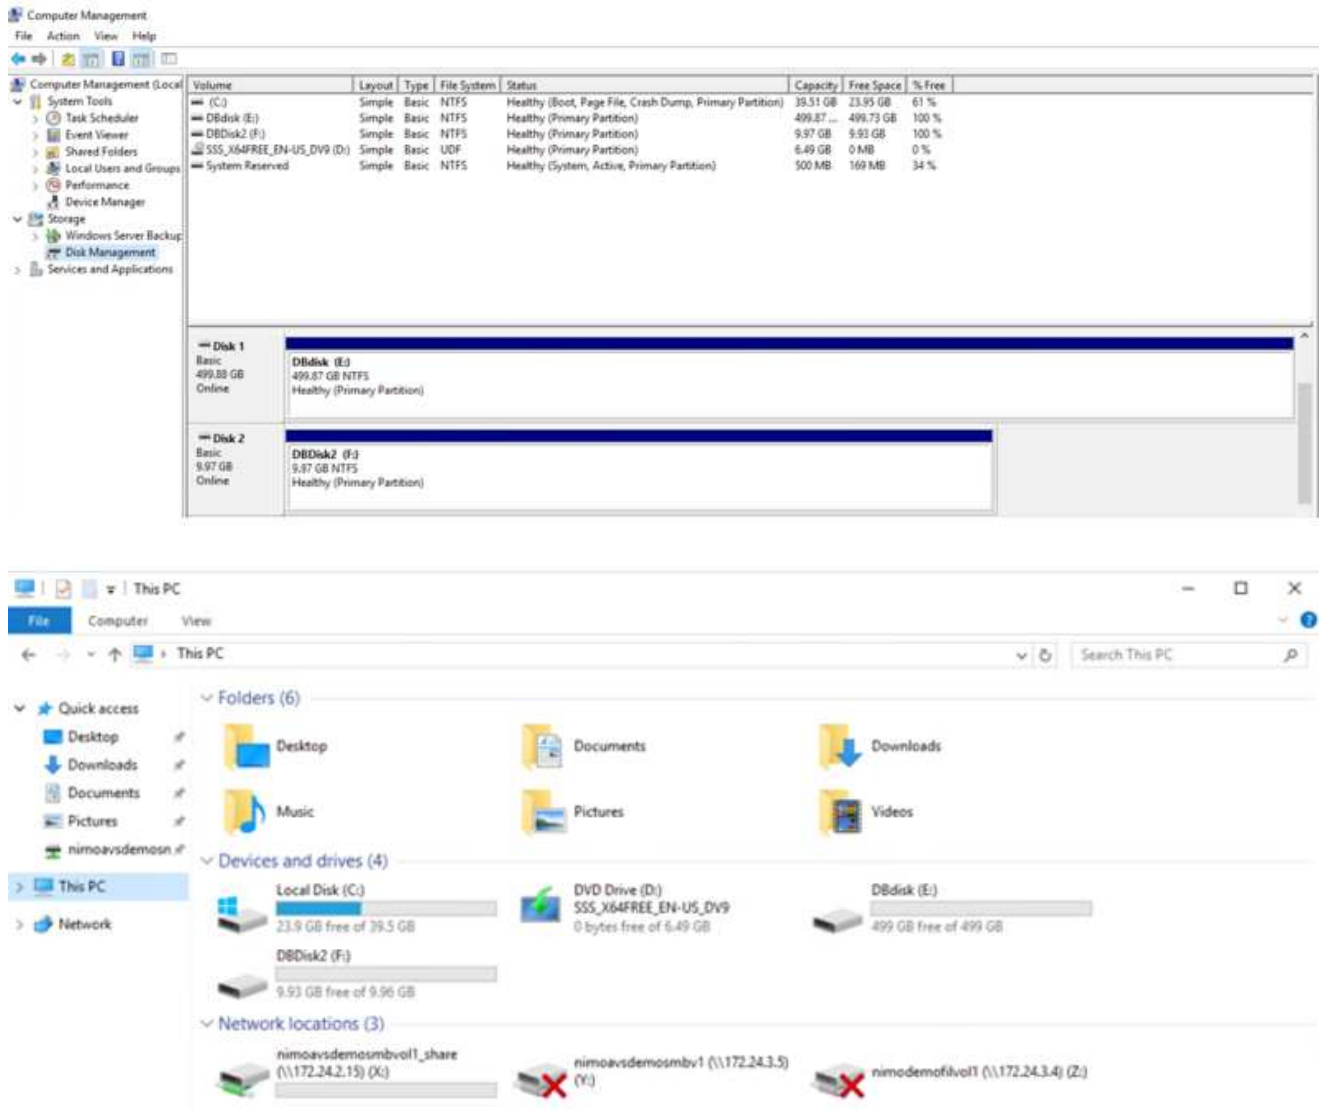 Computer Management
File Action View Help
Computer Management (Local
System Tools
Task Scheduler
Event Viewer
Shared Folders
Local Users and Groups
Performance
Device Manager
Storage
Windows Server Backup
Disk Management
Services and Applications
Volume Layout Type File System Status Capacity Free Space % Free
(C:) Simple Basic NTFS Healthy (Boot, Page File, Crash Dump, Primary Partition) 39.51 GB 23.95 GB 61 %
DBdisk (E:) Simple Basic NTFS Healthy (Primary Partition) 499.87 ... 499.73 GB 100 %
DBDisk2 (F:) Simple Basic NTFS Healthy (Primary Partition) 9.97 GB 9.93 GB 100 %
SSS_X64FREE_EN-US_DV9 (D:) Simple Basic UDF Healthy (Primary Partition) 6.49 GB 0 MB 0 %
System Reserved Simple Basic NTFS Healthy (System, Active, Primary Partition) 500 MB 169 MB 34 %
Disk 1
Basic
499.88 GB
Online
DBdisk (E:)
499.87 GB NTFS
Healthy (Primary Partition)
Disk 2
Basic
9.97 GB
Online
DBDisk2 (F:)
9.97 GB NTFS
Healthy (Primary Partition)
This PC
File Computer View
This PC
Search This PC
Quick access
Desktop
Downloads
Documents
Pictures
nimoavsdemosn
This PC
Network
Folders (6)
Desktop Documents Downloads
Music Pictures Videos
Devices and drives (4)
Local Disk (C:)
23.9 GB free of 39.5 GB
DVD Drive (D:)
SSS_X64FREE_EN-US_DV9
0 bytes free of 6.49 GB
DBdisk (E:)
499 GB free of 499 GB
DBDisk2 (F:)
9.93 GB free of 9.96 GB
Network locations (3)
nimoavsdemosmbvol1_share
(\\172.24.2.15) (X:)
nimoavsdemosmbv1 (\\172.24.3.5)
(Y:)
nimodemofilvol1 (\\172.24.3.4) (Z:)